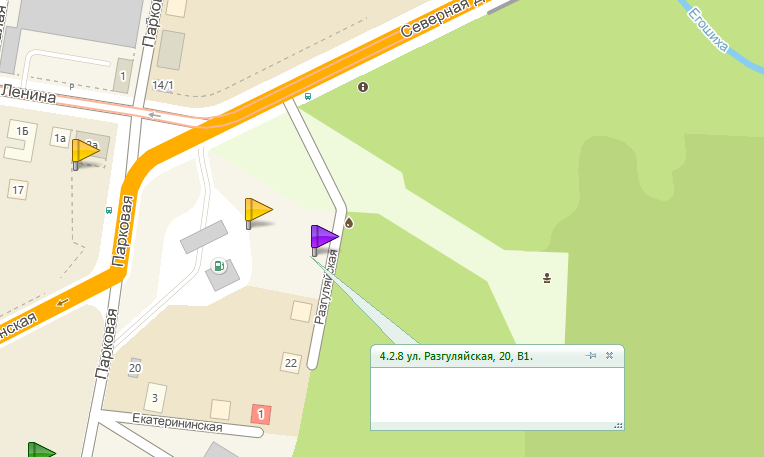 Северная д
Егошиха
Парков
14/1
1
Р
Ленина
1Б
1а
2а
17
Парковая
Разгуляйская
нская
Парковая
4.2.8 ул. Разгуляйская, 20, В1.
22
20
3
1
Екатерининская